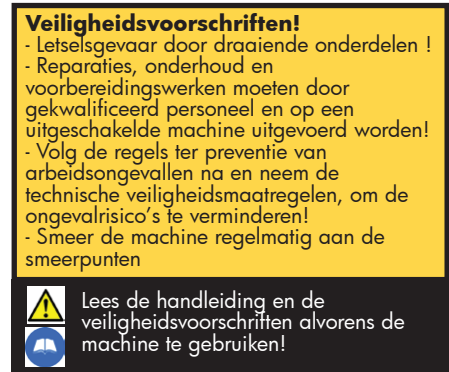 Veiligheidsvoorschriften!
- Letselsgevaar door draaiende onderdelen !
- Reparaties, onderhoud en
voorbereidingswerken moeten door
gekwalificeerd personeel en op een
uitgeschakelde machine uitgevoerd worden!
- Volg de regels ter preventie van
arbeidsongevallen na en neem de
technische veiligheidsmaatregelen, om de
ongevalrisico's te verminderen!
- Smeer de machine regelmatig aan de
smeerpunten
Lees de handleiding en de
veiligheidsvoorschriften alvorens de
machine te gebruiken!